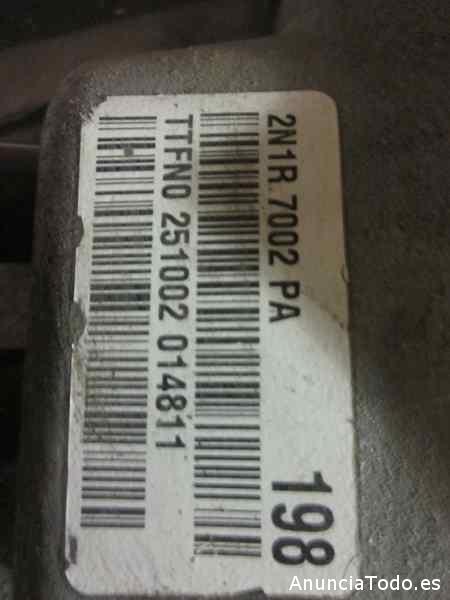 2N1R 7002 PA
198
TTFN0 251002 014811
AnunciaTodo.es